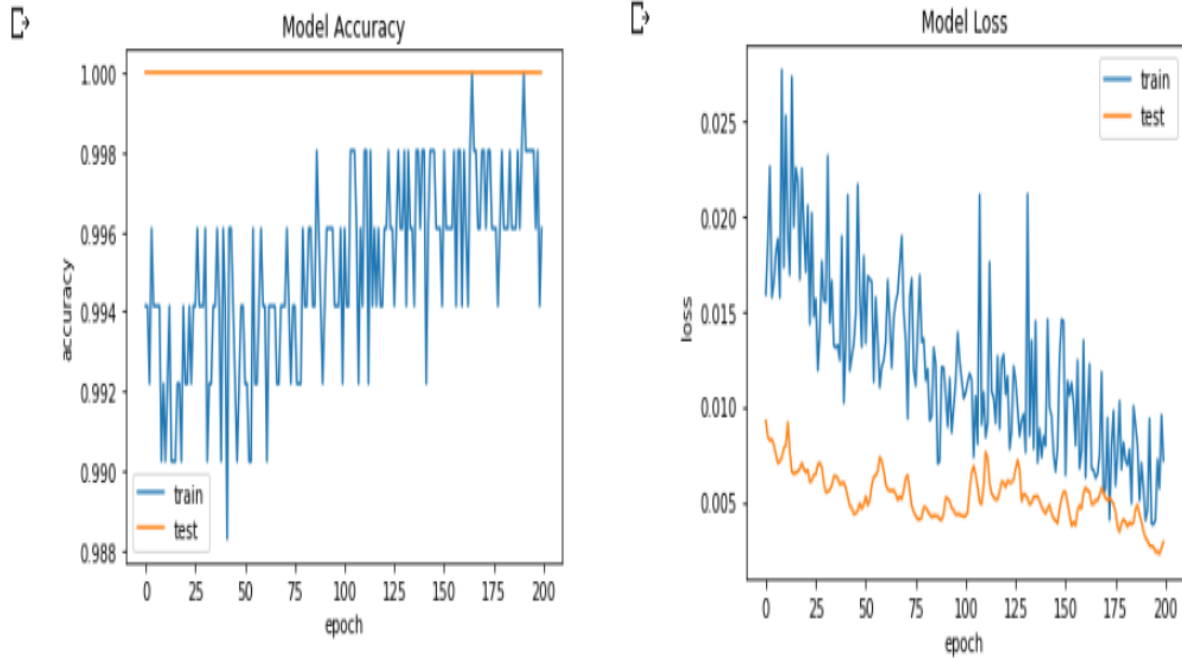 Model Accuracy
1.000
0.998
0.996
0.994
0.992
0.990
0.988
accuracy
train
test
0 25 50 75 100 125 150 175 200
epoch
Model Loss
0.025
0.020
0.015
0.010
0.005
loss
train
test
0 25 50 75 100 125 150 175 200
epoch